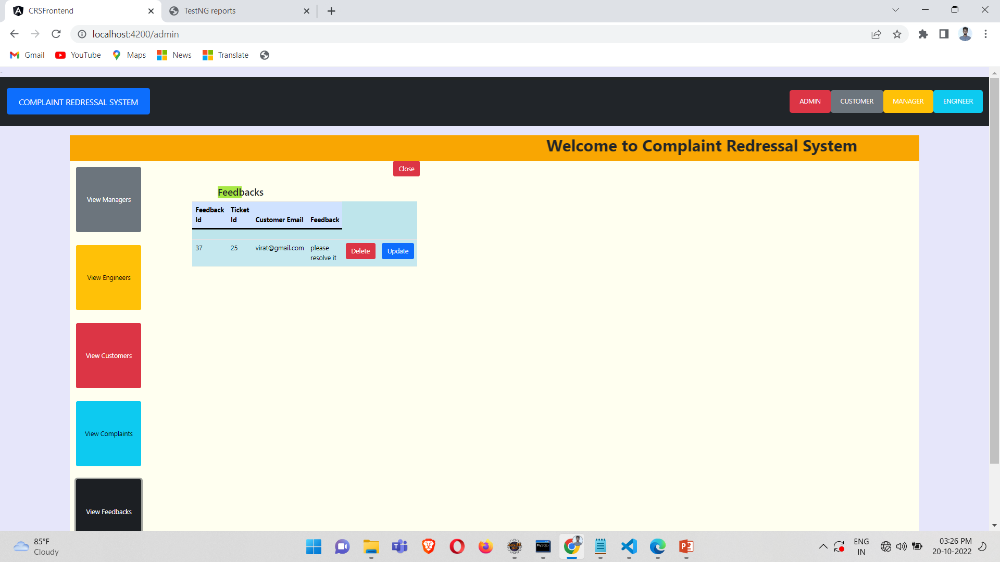 CRSFrontend
TestNG reports
localhost:4200/admin
Gmail
YouTube
Maps
News
Translate
-
COMPLAINT REDRESSAL SYSTEM
ADMIN
CUSTOMER
MANAGER
ENGINEER
Welcome to Complaint Redressal System
Close
View Managers
Feedbacks
Feedback Id
Ticket Id
Customer Email
Feedback
37
25
virat@gmail.com
please
resolve it
Delete
Update
View Engineers
View Customers
View Complaints
View Feedbacks
85°F
Cloudy
ENG
IN
03:26 PM
20-10-2022